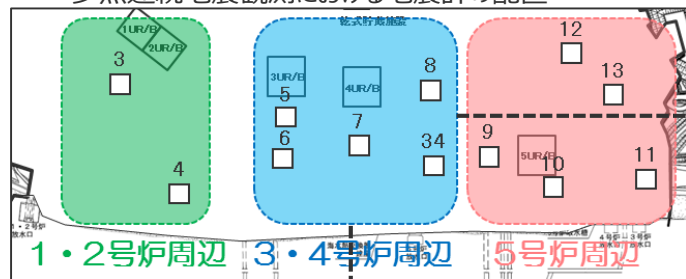 多点連続地震観測における地震計の配置
乾式貯蔵施設
1UR/B
2UR/B
3
3UR/B
4UR/B
8
12
13
5
7
6
34
9
5UR/B
10
11
4
1・2号炉
放水口
4号炉
3号炉
放水口
1・2号炉周辺
3・4号炉周辺
5号炉周辺